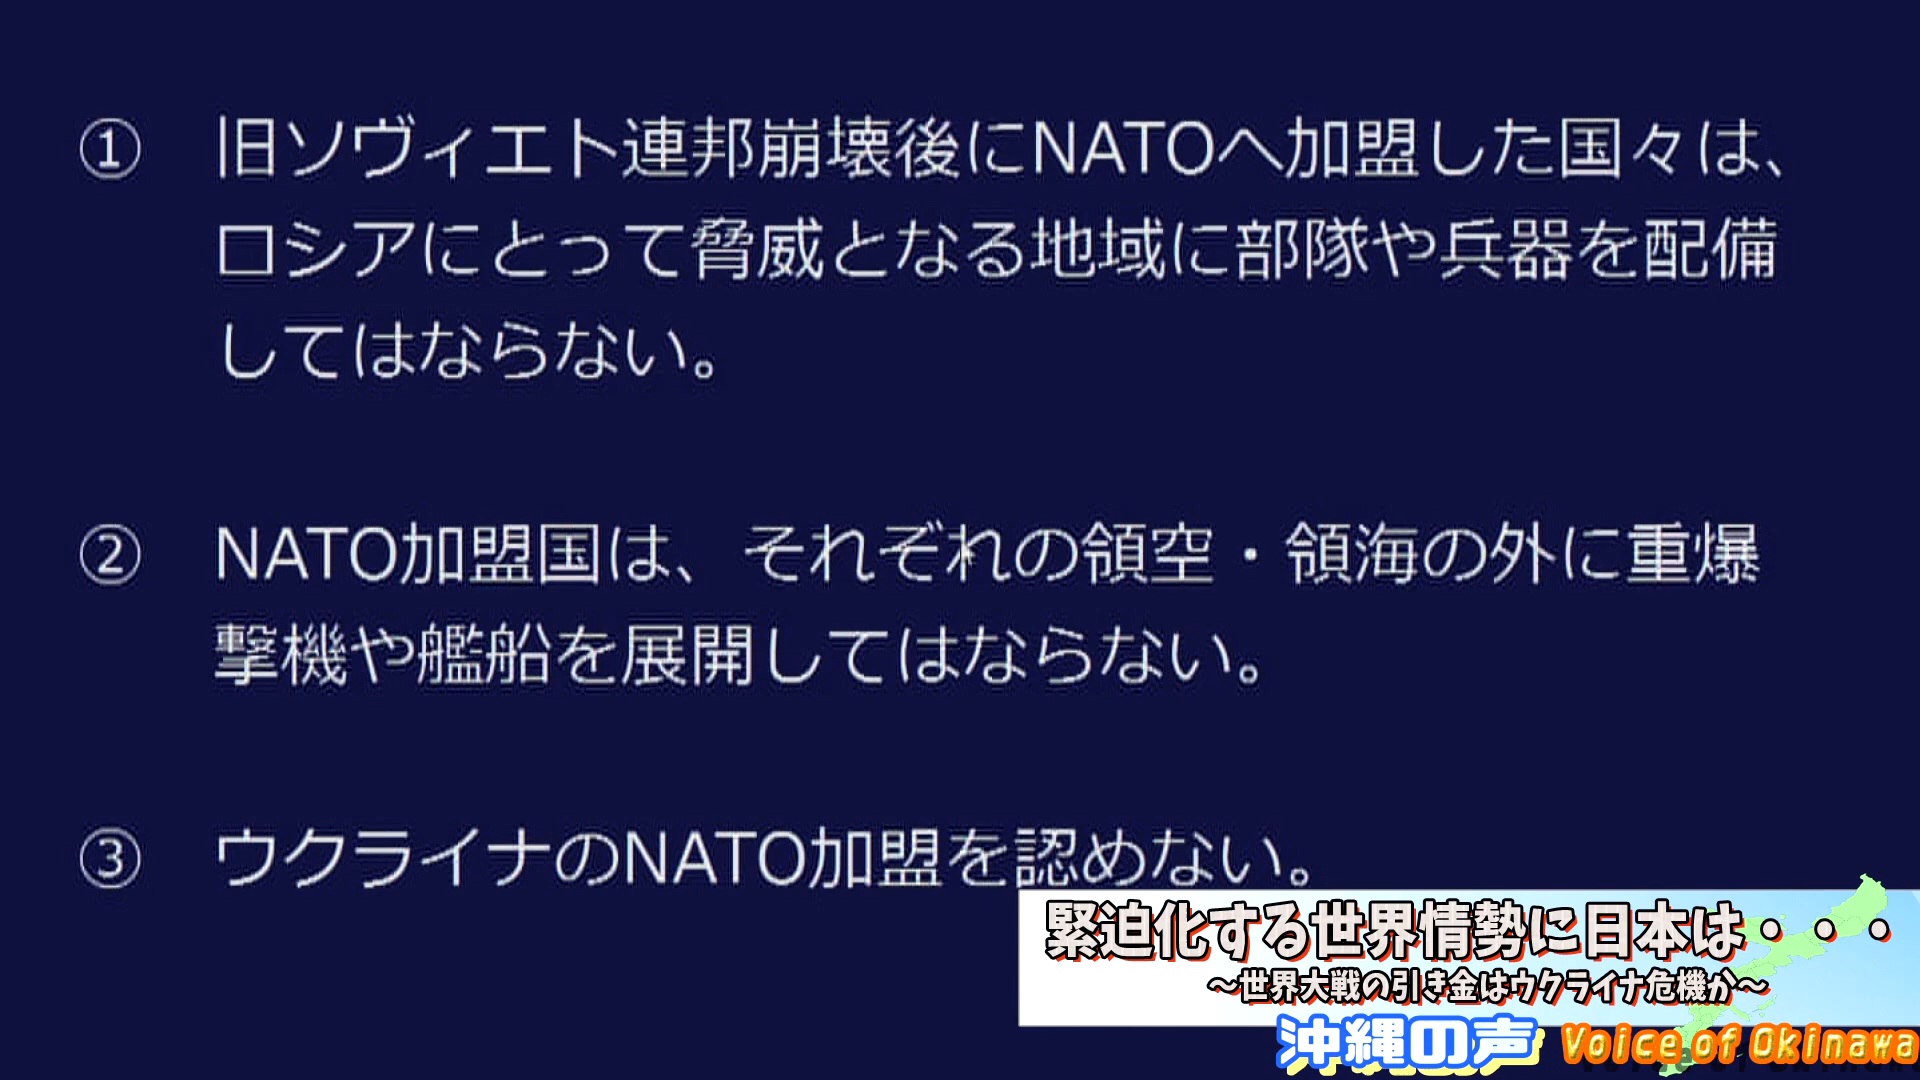 ① 旧ソヴィエト連邦崩壊後にNATOへ加盟した国々は、
ロシアにとって脅威となる地域に部隊や兵器を配備
してはならない。
② NATO加盟国は、それぞれの領空・領海の外に重爆
撃機や艦船を展開してはならない。
③ ウクライナのNATO加盟を認めない。
緊迫化する世界情勢に日本は・・・
～世界大戦の引き金はウクライナ危機か～
沖縄の声 Voice of Okinawa